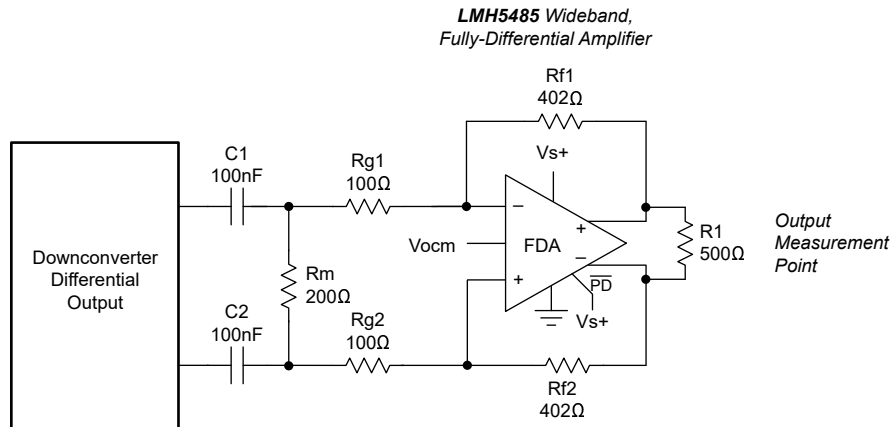 LMH5485 Wideband,
Fully-Differential Amplifier
Rf1
402Ω
C1
100nF
Rg1
100Ω
Vs+
−
+
Vocm
FDA
R1
500Ω
Output
Measurement
Point
Downconverter
Differential
Output
Rm
200Ω
−
+
PD
Vs+
C2
100nF
Rg2
100Ω
Rf2
402Ω